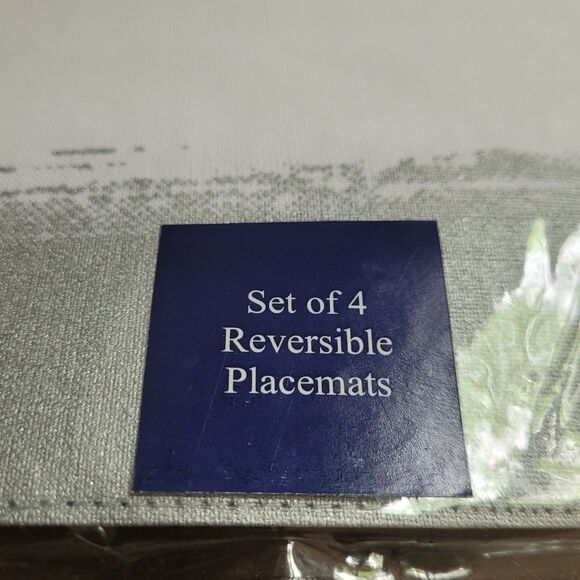 Set of 4
Reversible
Placemats